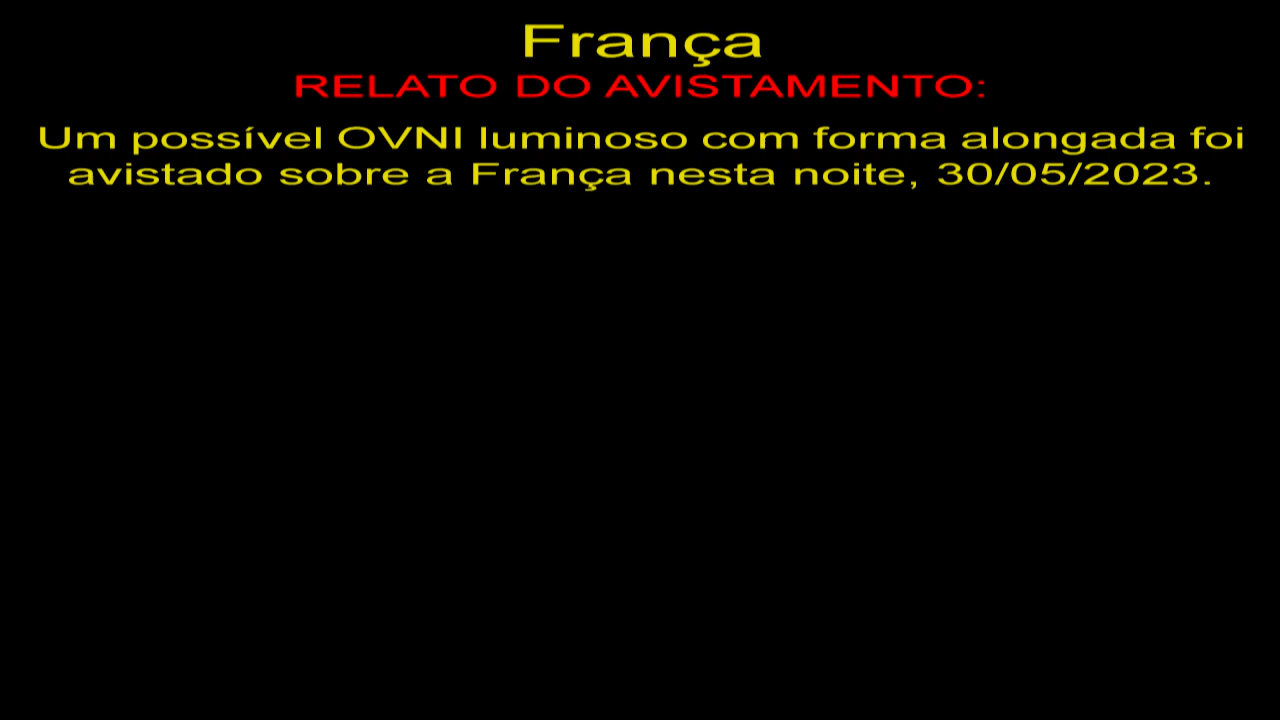 França
RELATO DO AVISTAMENTO:
Um possível OVNI luminoso com forma alongada foi
avistado sobre a França nesta noite, 30/05/2023.